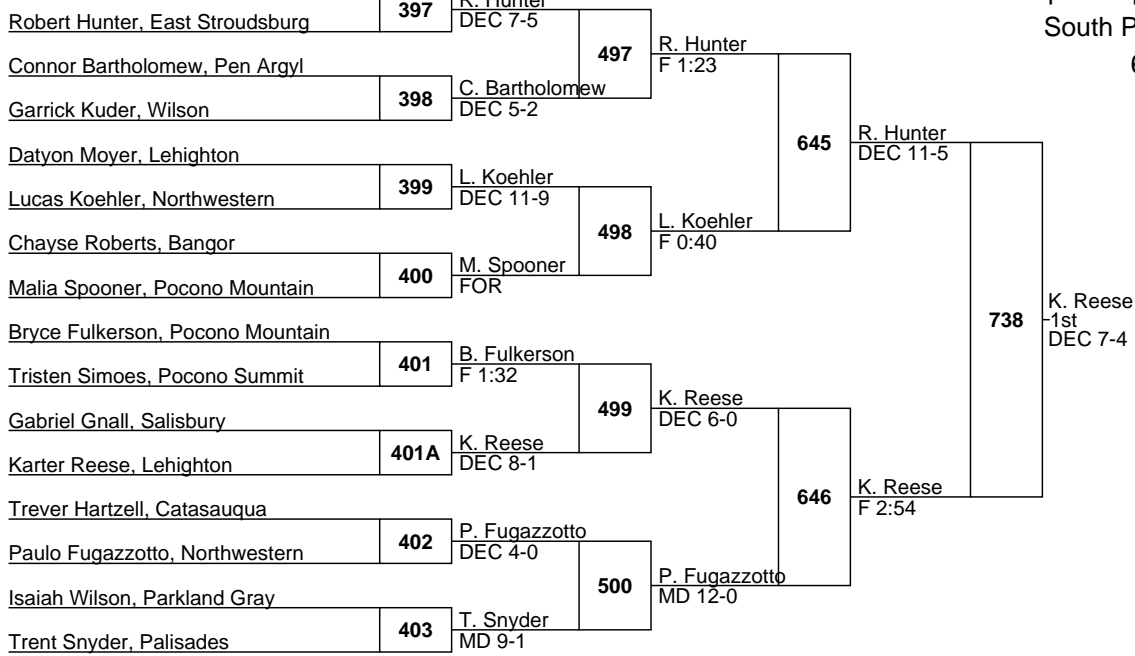 R. Hunter
397
DEC 7-5
Robert Hunter, East Stroudsburg
South P
497
R. Hunter
F 1:23
Connor Bartholomew, Pen Argyl
398
C. Bartholomew
DEC 5-2
Garrick Kuder, Wilson
645
R. Hunter
DEC 11-5
Datyon Moyer, Lehighton
399
L. Koehler
DEC 11-9
Lucas Koehler, Northwestern
498
L. Koehler
F 0:40
Chayse Roberts, Bangor
400
M. Spooner
FOR
Malia Spooner, Pocono Mountain
738
K. Reese
1st
DEC 7-4
Bryce Fulkerson, Pocono Mountain
401
B. Fulkerson
F 1:32
Tristen Simoes, Pocono Summit
499
K. Reese
DEC 6-0
Gabriel Gnall, Salisbury
401A
K. Reese
DEC 8-1
Karter Reese, Lehighton
646
K. Reese
F 2:54
Trever Hartzell, Catasauqua
402
P. Fugazzotto
DEC 4-0
Paulo Fugazzotto, Northwestern
500
P. Fugazzotto
MD 12-0
Isaiah Wilson, Parkland Gray
403
T. Snyder
MD 9-1
Trent Snyder, Palisades